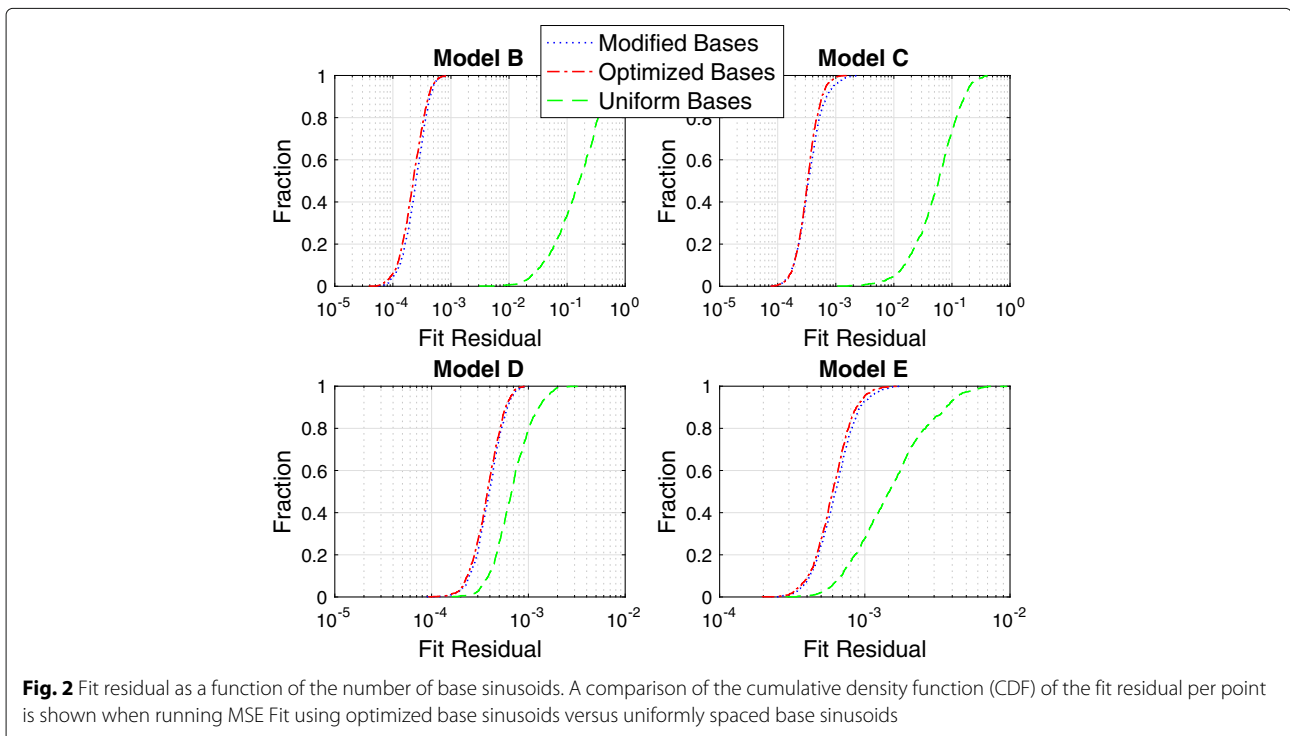 Modified Bases
Optimized Bases
Uniform Bases
Model B
1
0.8
0.6
0.4
0.2
0
Fraction
10^-5 10^-4 10^-3 10^-2 10^-1 10^0
Fit Residual
Model C
1
0.8
0.6
0.4
0.2
0
Fraction
10^-5 10^-4 10^-3 10^-2 10^-1 10^0
Fit Residual
Model D
1
0.8
0.6
0.4
0.2
0
Fraction
10^-5 10^-4 10^-3 10^-2
Fit Residual
Model E
1
0.8
0.6
0.4
0.2
0
Fraction
10^-4 10^-3 10^-2
Fit Residual
Fig. 2 Fit residual as a function of the number of base sinusoids. A comparison of the cumulative density function (CDF) of the fit residual per point
is shown when running MSE Fit using optimized base sinusoids versus uniformly spaced base sinusoids